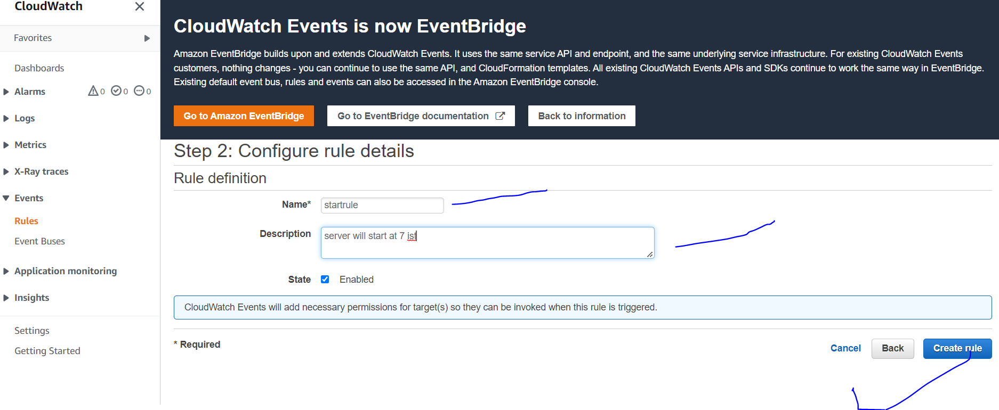 CloudWatch
Favorites
Dashboards
Alarms 0 0 0
Logs
Metrics
X-Ray traces
Events
Rules
Event Buses
Application monitoring
Insights
Settings
Getting Started
CloudWatch Events is now EventBridge
Amazon EventBridge builds upon and extends CloudWatch Events. It uses the same service API and endpoint, and the same underlying service infrastructure. For existing CloudWatch Events
customers, nothing changes - you can continue to use the same API, and CloudFormation templates. All existing CloudWatch Events APIs and SDKs continue to work the same way in EventBridge.
Existing default event bus, rules and events can also be accessed in the Amazon EventBridge console.
Go to Amazon EventBridge Go to EventBridge documentation Back to information
Step 2: Configure rule details
Rule definition
Name* startrule
Description server will start at 7 ist
State Enabled
CloudWatch Events will add necessary permissions for target(s) so they can be invoked when this rule is triggered.
* Required
Cancel Back Create rule